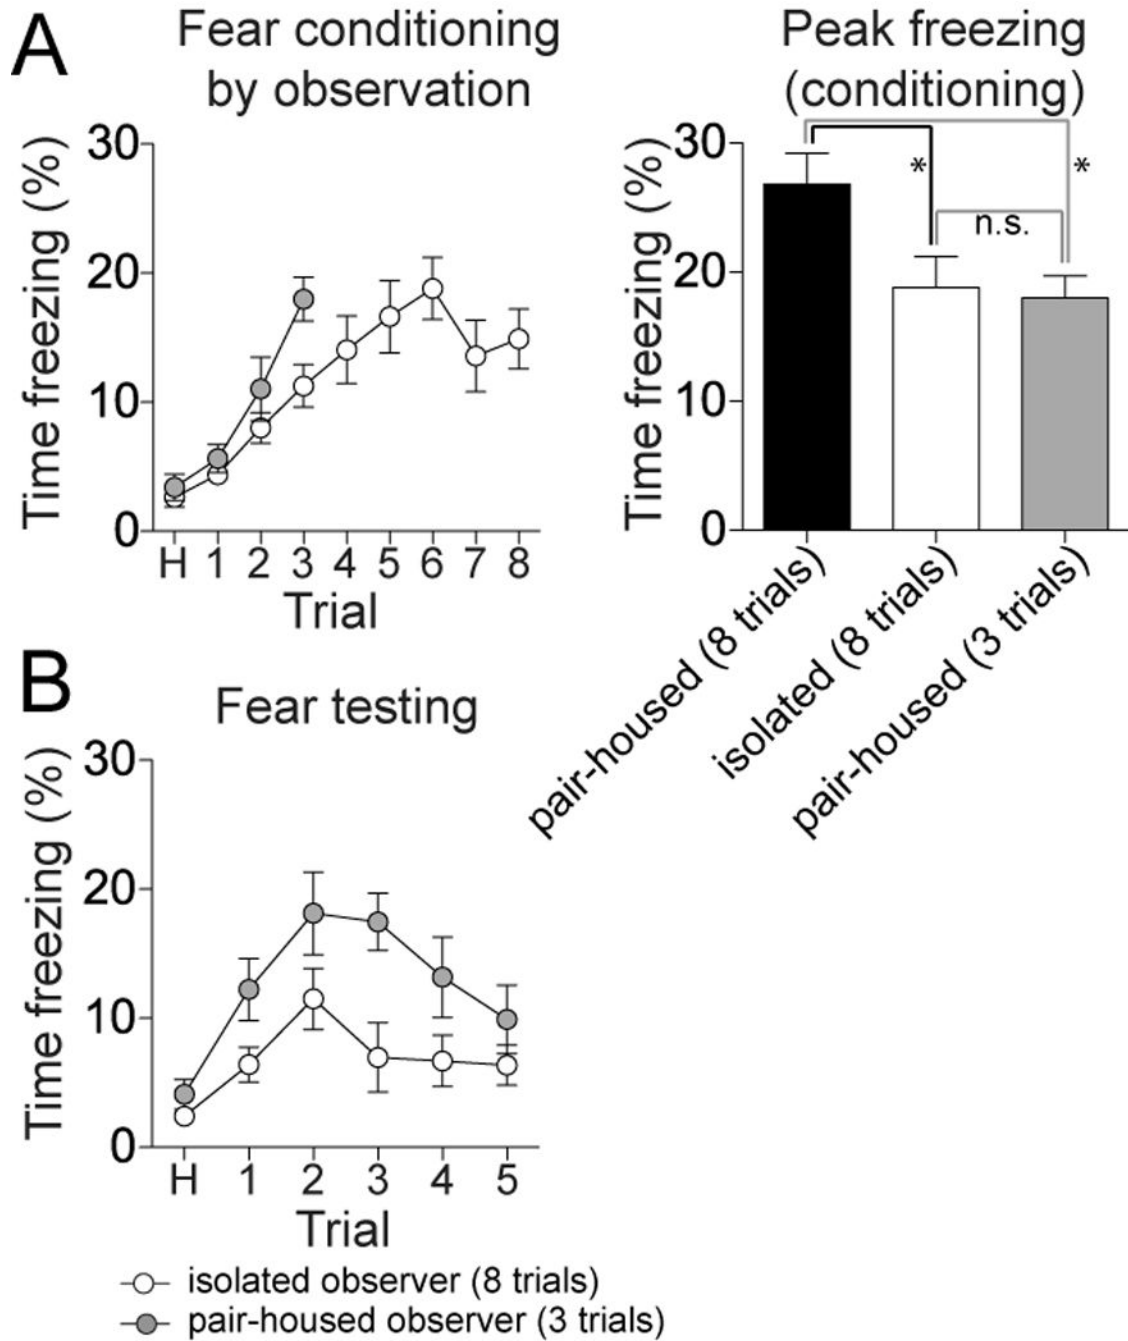 A
Fear conditioning
by observation
Time freezing (%)
30
20
10
0
H 1 2 3 4 5 6 7 8
Trial
Peak freezing
(conditioning)
Time freezing (%)
30
20
10
0
*
n.s.
*
pair-housed (8 trials)
isolated (8 trials)
pair-housed (3 trials)
B
Fear testing
Time freezing (%)
30
20
10
0
H 1 2 3 4 5
Trial
isolated observer (8 trials)
pair-housed observer (3 trials)